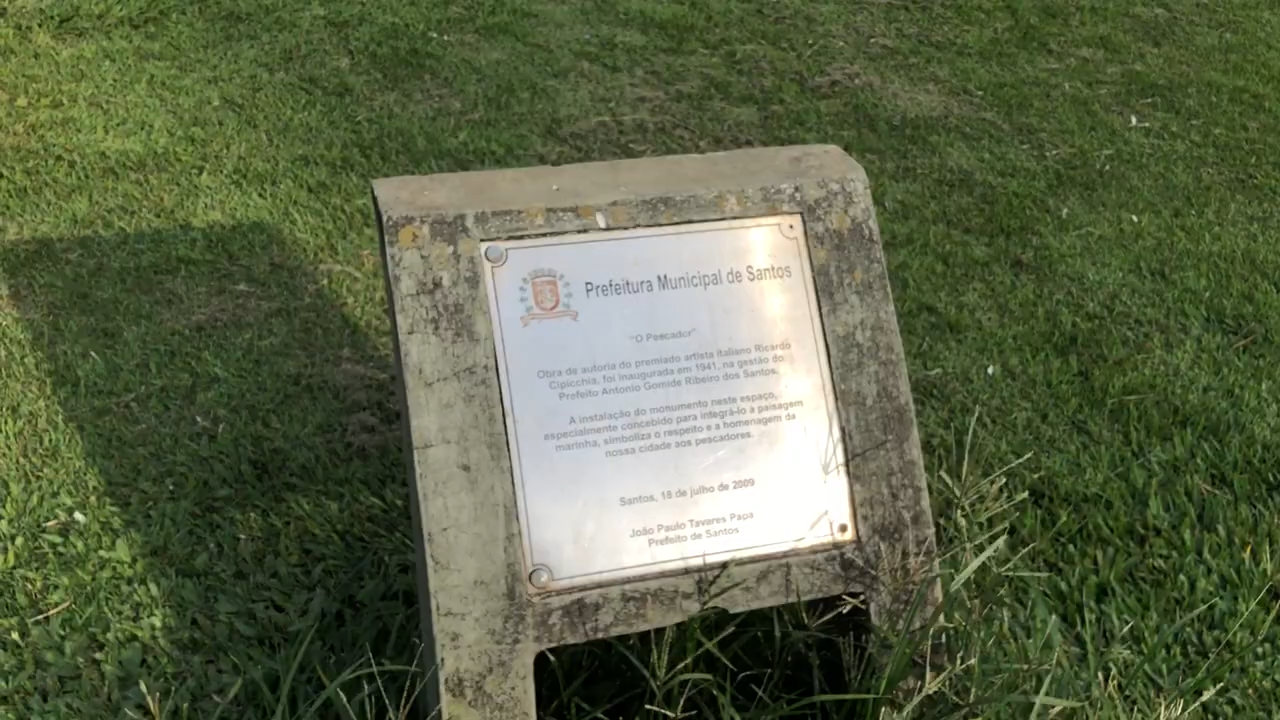 Prefeitura Municipal de Santos
"O Pescador"
Obra de autoria do premiado artista italiano Ricardo
Cipicchia, foi inaugurada em 1941, na gestão do
Prefeito Antonio Gomide Ribeiro dos Santos.
A instalação do monumento neste espaço,
especialmente concebido para integrá-lo à paisagem
marinha, simboliza o respeito e a homenagem da
nossa cidade aos pescadores.
Santos, 18 de julho de 2009
João Paulo Tavares Papa
Prefeito de Santos